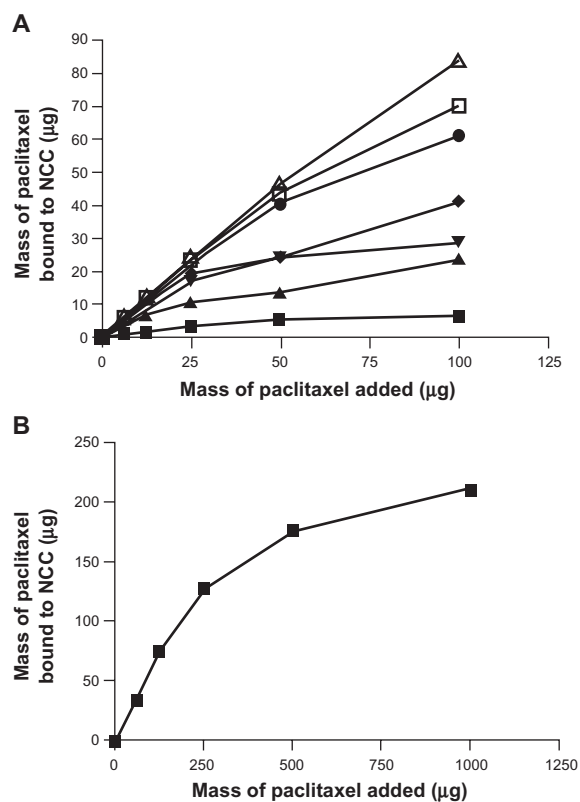 A
90
80
70
60
50
40
30
20
10
0
Mass of paclitaxel
bound to NCC (μg)
0 25 50 75 100 125
Mass of paclitaxel added (μg)
B
250
200
150
100
50
0
Mass of paclitaxel
bound to NCC (μg)
0 250 500 750 1000 1250
Mass of paclitaxel added (μg)